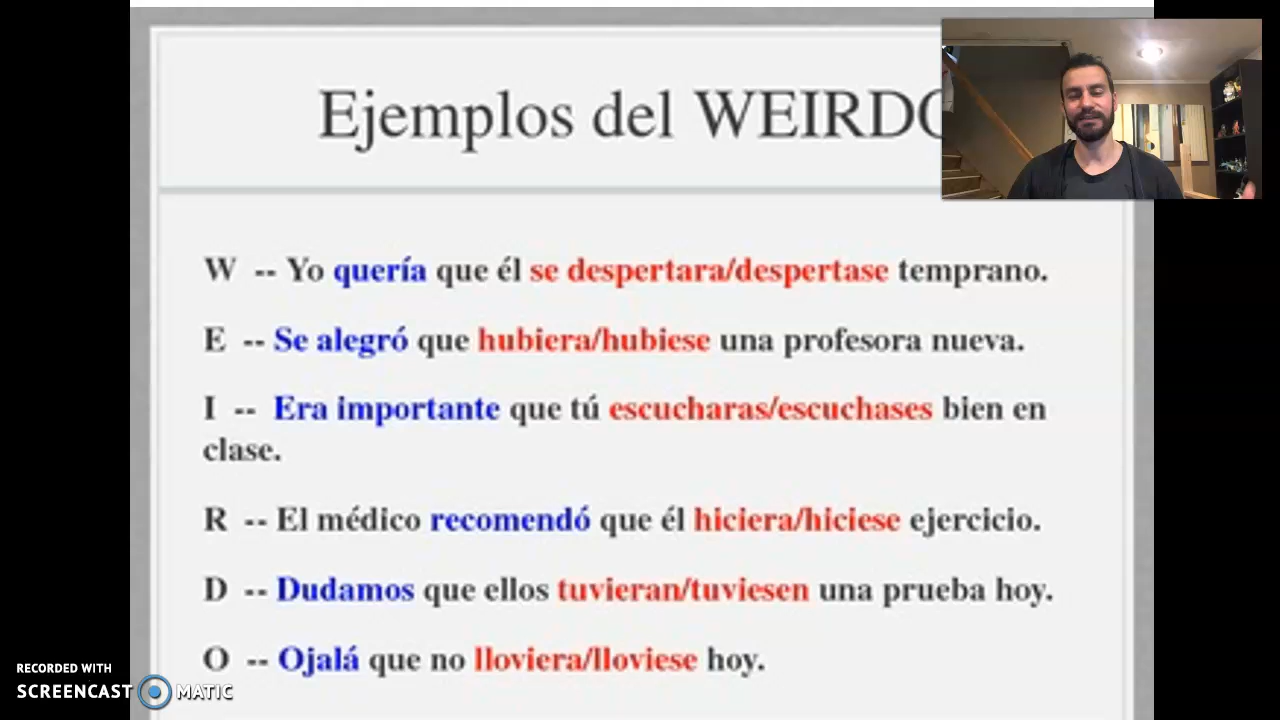 Ejemplos del WEIRDO
W -- Yo quería que él se despertara/despertase temprano.
E -- Se alegró que hubiera/hubiese una profesora nueva.
I -- Era importante que tú escucharas/escuchases bien en
clase.
R -- El médico recomendó que él hiciera/hiciese ejercicio.
D -- Dudamos que ellos tuvieran/tuviesen una prueba hoy.
O -- Ojalá que no lloviera/lloviese hoy.
RECORDED WITH
SCREENCAST MATIC